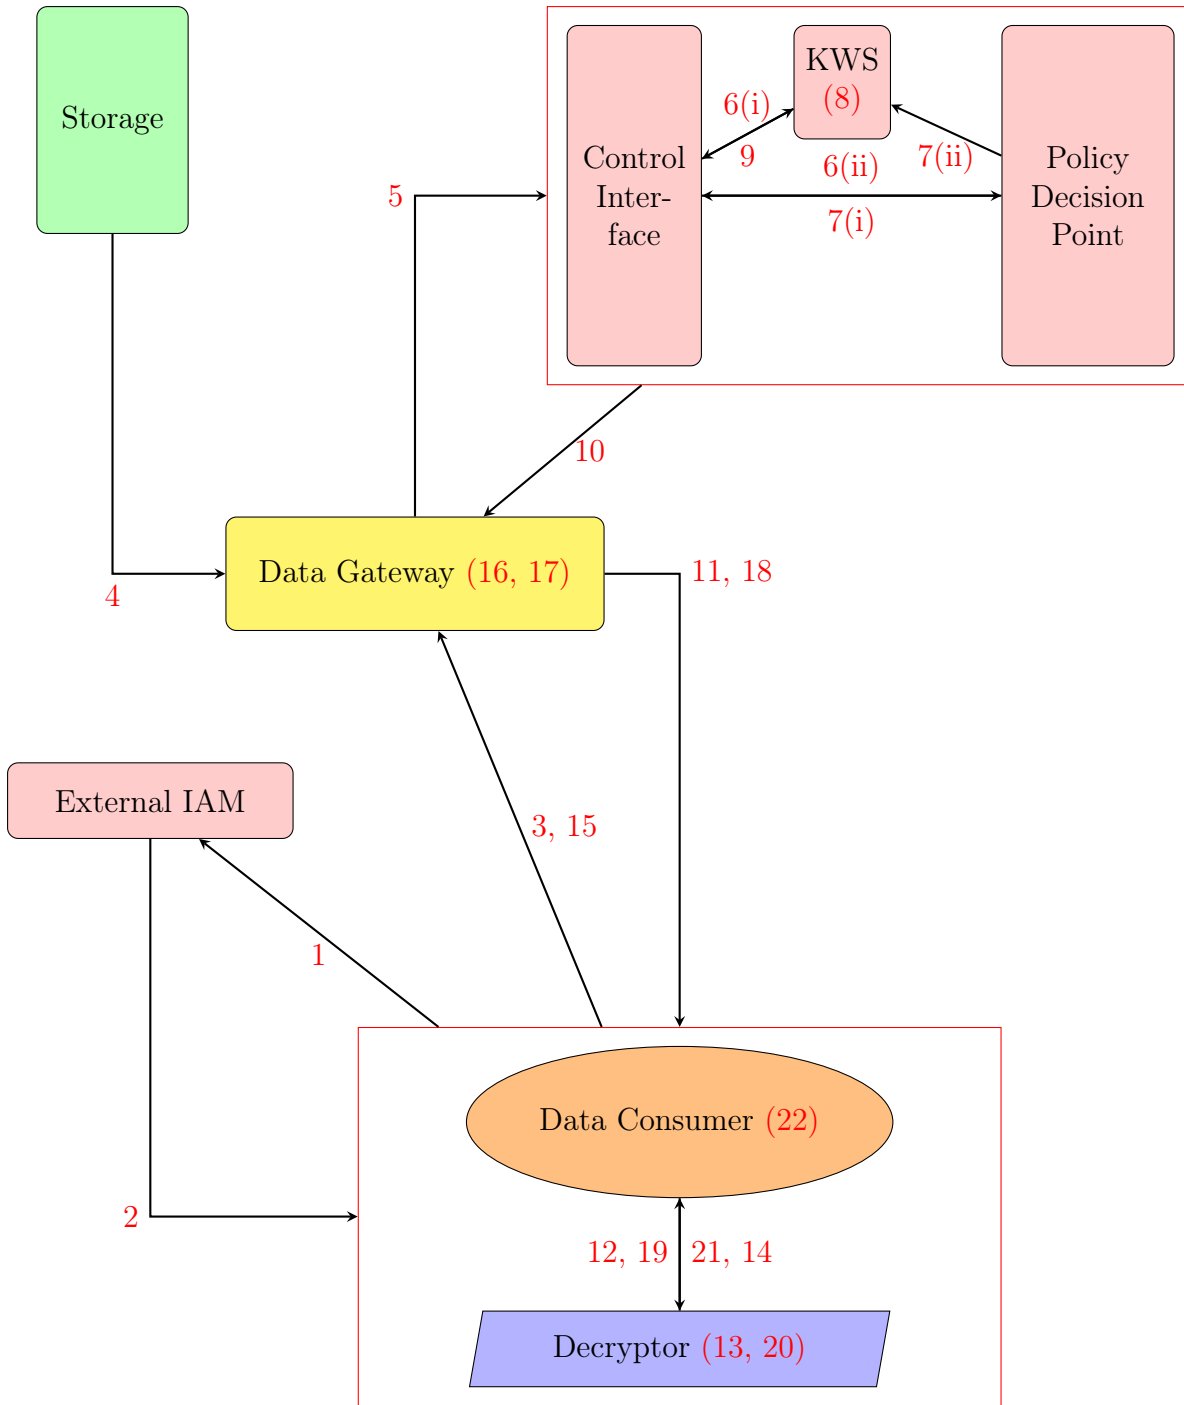 Storage
KWS
(8)
6(i)
9
6(ii)
7(ii)
7(i)
Control
Inter-
face
Policy
Decision
Point
5
10
Data Gateway (16, 17)
11, 18
4
External IAM
3, 15
1
2
Data Consumer (22)
12, 19
21, 14
Decryptor (13, 20)